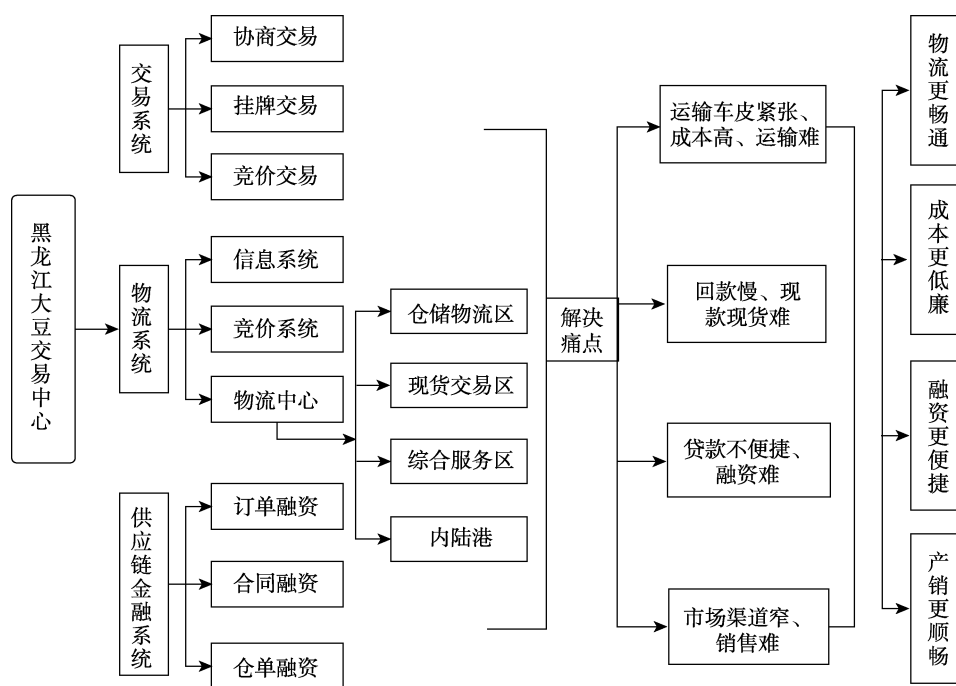 黑龙江大豆交易中心
交易系统
协商交易
挂牌交易
竞价交易
物流系统
信息系统
竞价系统
物流中心
仓储物流区
现货交易区
综合服务区
内陆港
供应链金融系统
订单融资
合同融资
仓单融资
解决
痛点
运输车皮紧张、
成本高、运输难
回款慢、现
款现货难
贷款不便捷、
融资难
市场渠道窄、
销售难
物流更畅通
成本更低廉
融资更便捷
产销更顺畅